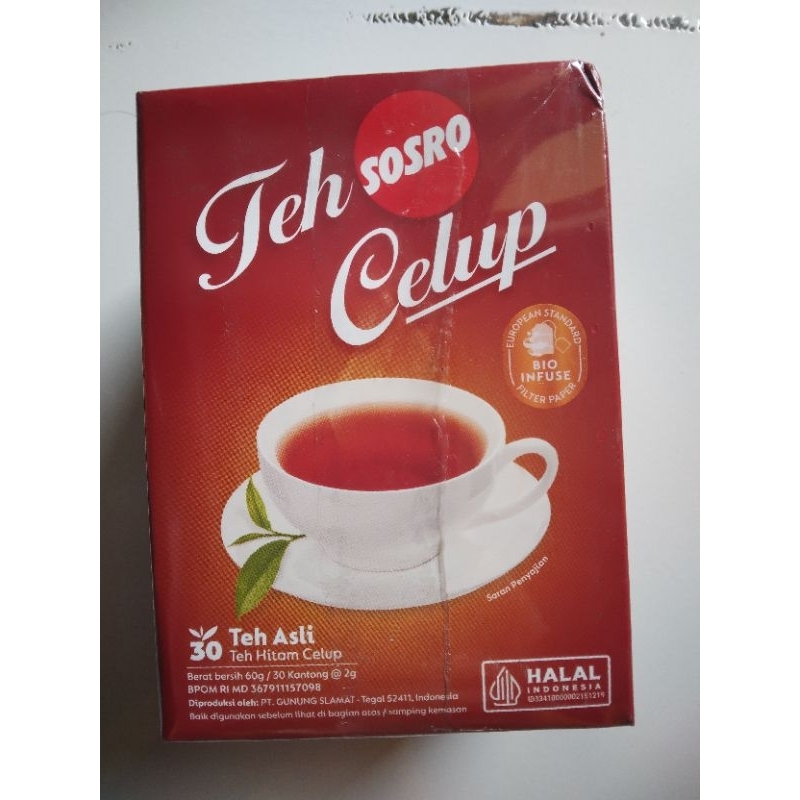 Teh SOSRO
Celup
EUROPEAN STANDARD
BIO
INFUSE
FILTER PAPER
Saran Penyajian
30 Teh Asli
Teh Hitam Celup
Berat bersih 60g / 30 Kantong @ 2g
BPOM RI MD 367911157098
Diproduksi oleh: PT. GUNUNG SLAMAT - Tegal 52411, Indonesia
Baik digunakan sebelum lihat di bagian atas / samping kemasan
HALAL
INDONESIA
ID33410000002151219